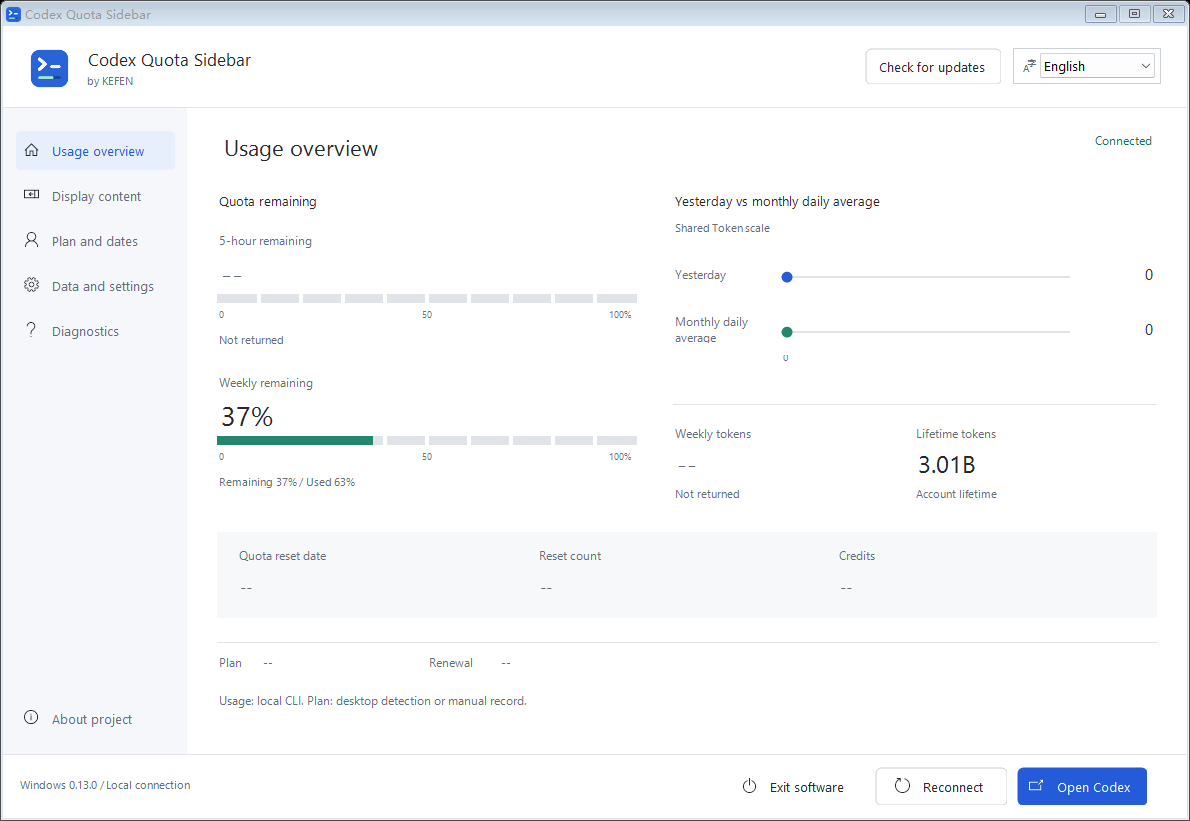 Codex Quota Sidebar
Codex Quota Sidebar
by KEFEN
Check for updates
English
Usage overview
Display content
Plan and dates
Data and settings
Diagnostics
About project
Usage overview
Connected
Quota remaining
5-hour remaining
--
0 50 100%
Not returned
Weekly remaining
37%
0 50 100%
Remaining 37% / Used 63%
Yesterday vs monthly daily average
Shared Token scale
Yesterday 0
Monthly daily
average
0
0
Weekly tokens
--
Not returned
Lifetime tokens
3.01B
Account lifetime
Quota reset date
--
Reset count
--
Credits
--
Plan --
Renewal --
Usage: local CLI. Plan: desktop detection or manual record.
Windows 0.13.0 / Local connection
Exit software
Reconnect
Open Codex